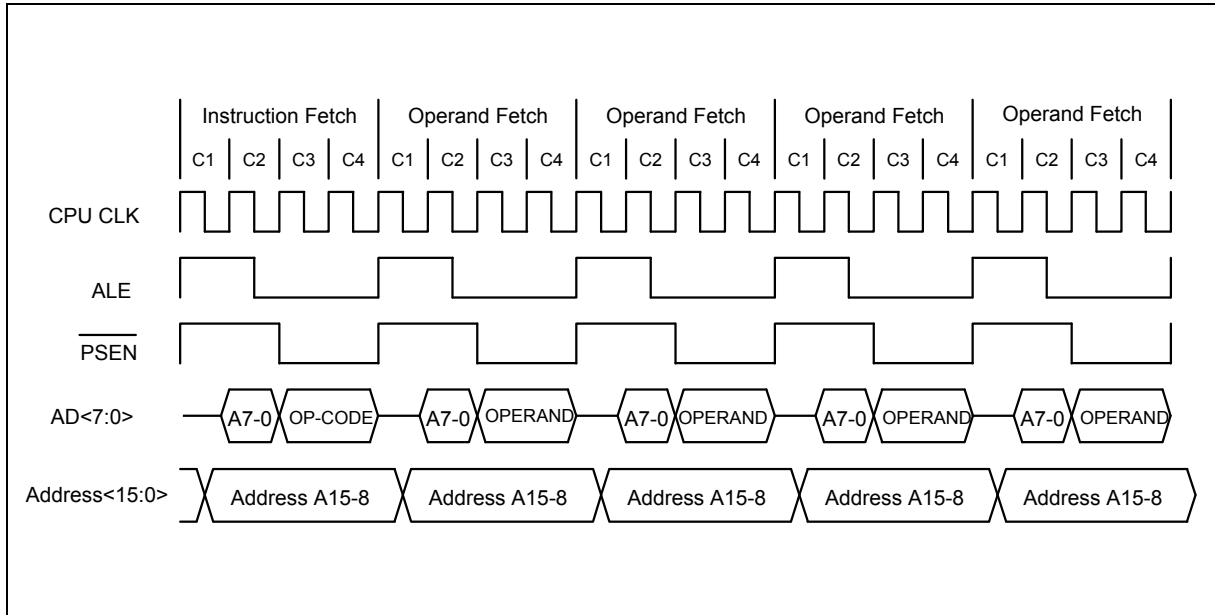 Instruction Fetch Operand Fetch Operand Fetch Operand Fetch Operand Fetch
C1 C2 C3 C4 C1 C2 C3 C4 C1 C2 C3 C4 C1 C2 C3 C4 C1 C2 C3 C4
CPU CLK
ALE
PSEN
AD<7:0> A7-0 OP-CODE A7-0 OPERAND A7-0 OPERAND A7-0 OPERAND A7-0 OPERAND
Address<15:0> Address A15-8 Address A15-8 Address A15-8 Address A15-8 Address A15-8